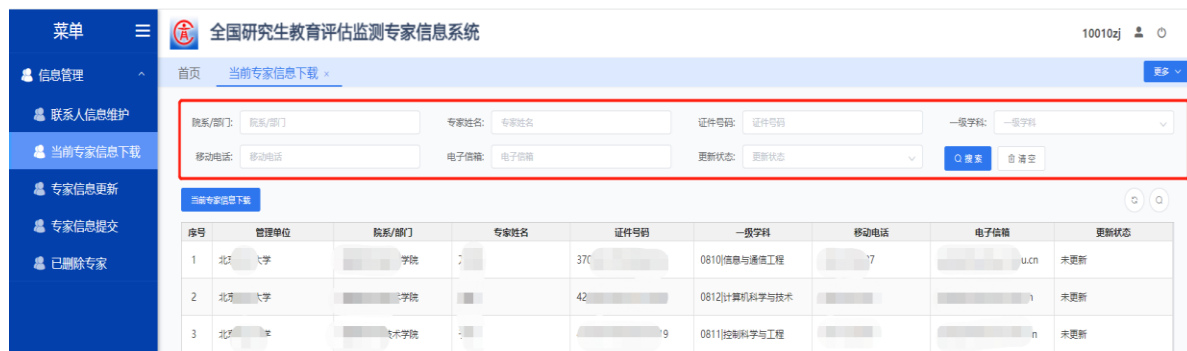 菜单
全国研究生教育评估监测专家信息系统
10010zj
信息管理
首页 当前专家信息下载 ×
更多
联系人信息维护
当前专家信息下载
专家信息更新
专家信息提交
已删除专家
院系/部门: 院系/部门 专家姓名: 专家姓名 证件号码: 证件号码 一级学科: 一级学科
移动电话: 移动电话 电子信箱: 电子信箱 更新状态: 更新状态 搜索 清空
当前专家信息下载
序号 管理单位 院系/部门 专家姓名 证件号码 一级学科 移动电话 电子信箱 更新状态
1 大学 学院 370 0810|信息与通信工程 7 u.cn 未更新
2 大学 学院 42 0812|计算机科学与技术 未更新
3 技术学院 9 0811|控制科学与工程 n 未更新